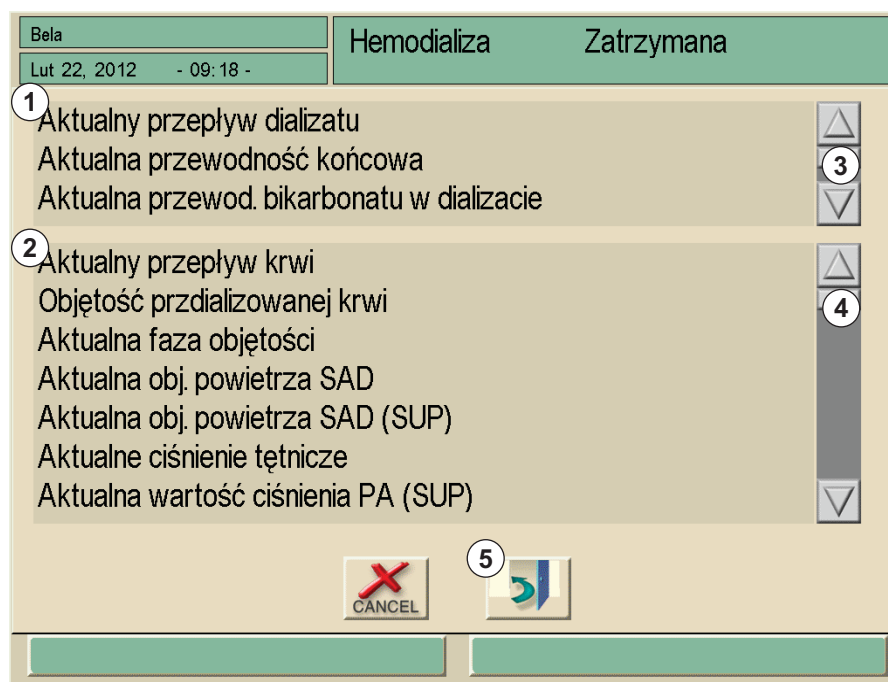 Bela
Hemodializa Zatrzymana
Lut 22, 2012 - 09:18 -
1
Aktualny przepływ dializatu
Aktualna przewodność końcowa
3
Aktualna przewod. bikarbonatu w dializacie
2
Aktualny przepływ krwi
Objętość przdializowanej krwi
4
Aktualna faza objętości
Aktualna obj. powietrza SAD
Aktualna obj. powietrza SAD (SUP)
Aktualne ciśnienie tętnicze
Aktualna wartość ciśnienia PA (SUP)
5
CANCEL